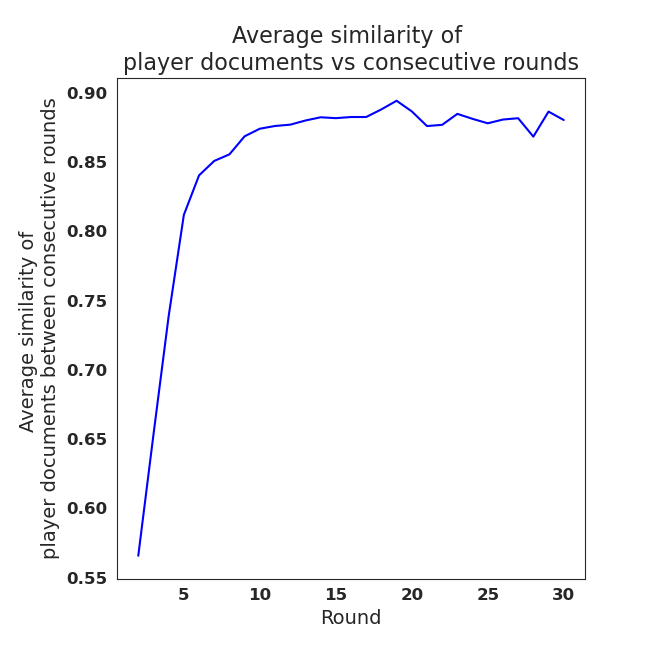 Average similarity of
player documents vs consecutive rounds
Average similarity of
player documents between consecutive rounds
0.90
0.85
0.80
0.75
0.70
0.65
0.60
0.55
5 10 15 20 25 30
Round